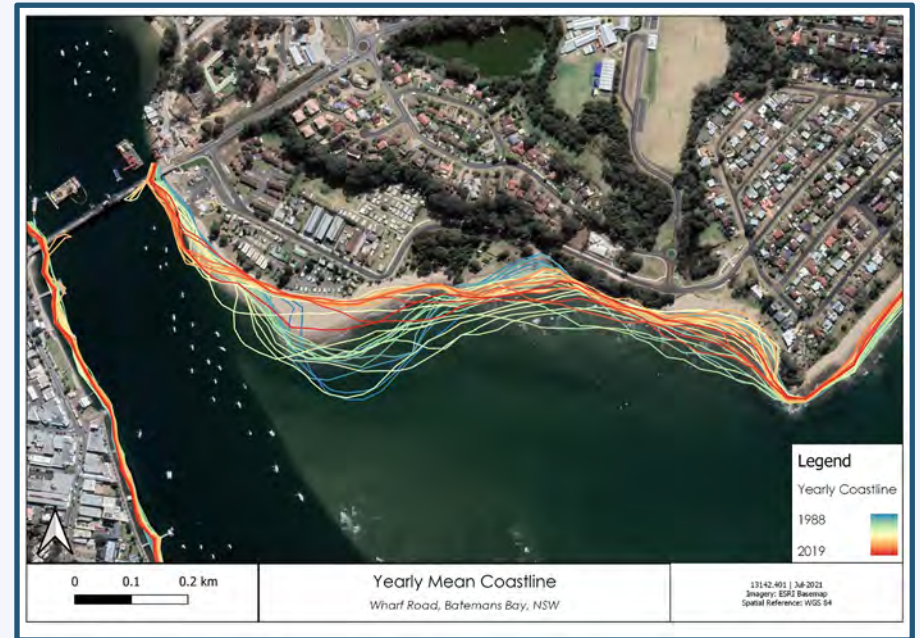 Legend
Yearly Coastline
1988
2019
0 0.1 0.2 km
Yearly Mean Coastline
Wharf Road, Batemans Bay, NSW
13142.401 | Jul-2021
Imagery: ESRI Basemap
Spatial Reference: WGS 84